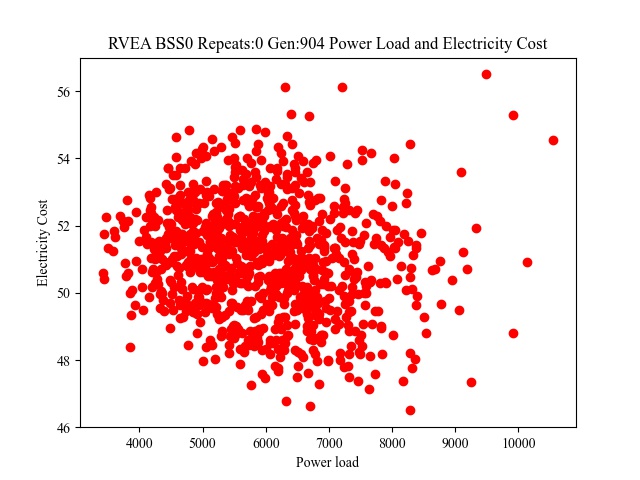 RVEA BSS0 Repeats:0 Gen:904 Power Load and Electricity Cost
56
54
52
50
48
46
Electricity Cost
4000 5000 6000 7000 8000 9000 10000
Power load